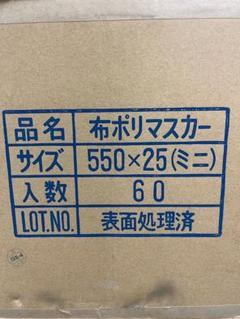 品名 布ポリマスカー
サイズ 550×25(ミニ)
入数 60
LOT.NO. 表面処理済